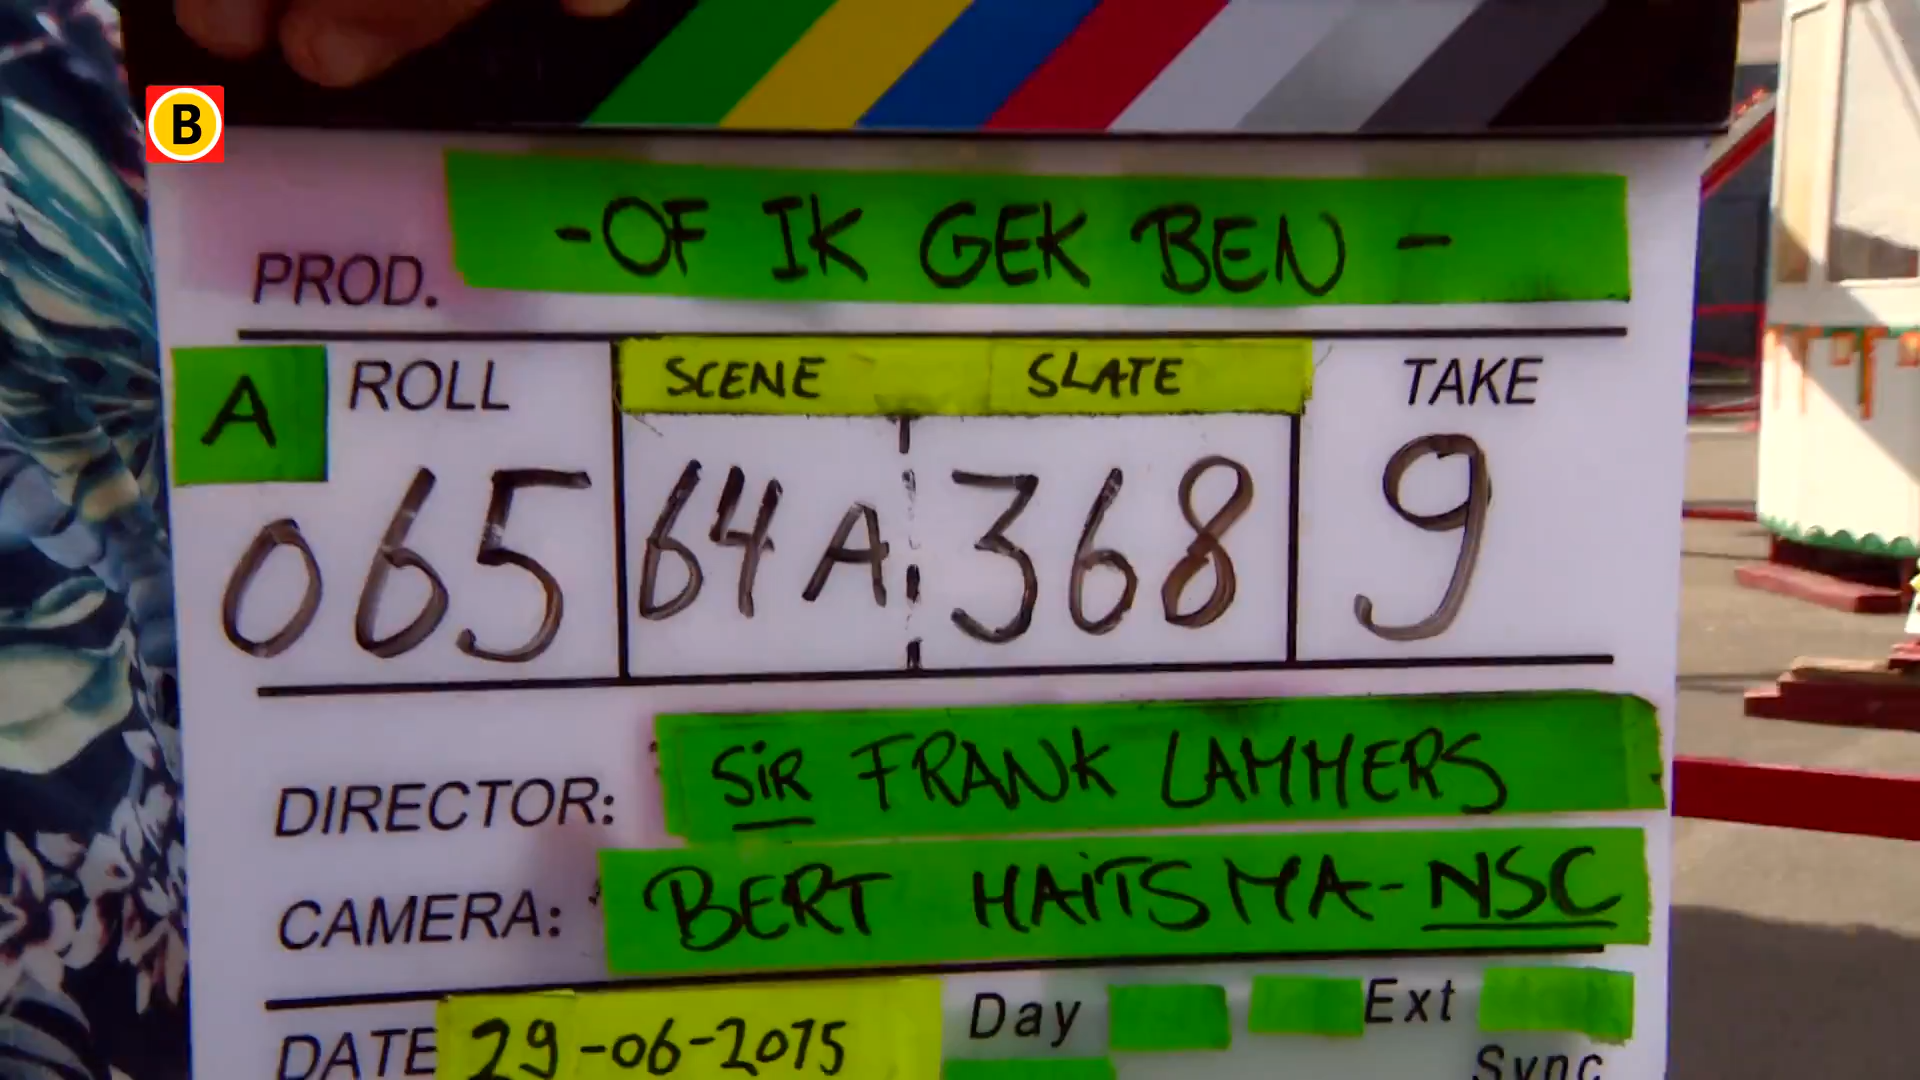 B
PROD. -OF IK GEK BEN-
A ROLL SCENE SLATE TAKE
065 64A 368 9
DIRECTOR: SiR FRANK LAMMERS
CAMERA: BERT HAiTSMA-NSC
DATE 29-06-2015 Day Ext
Sync